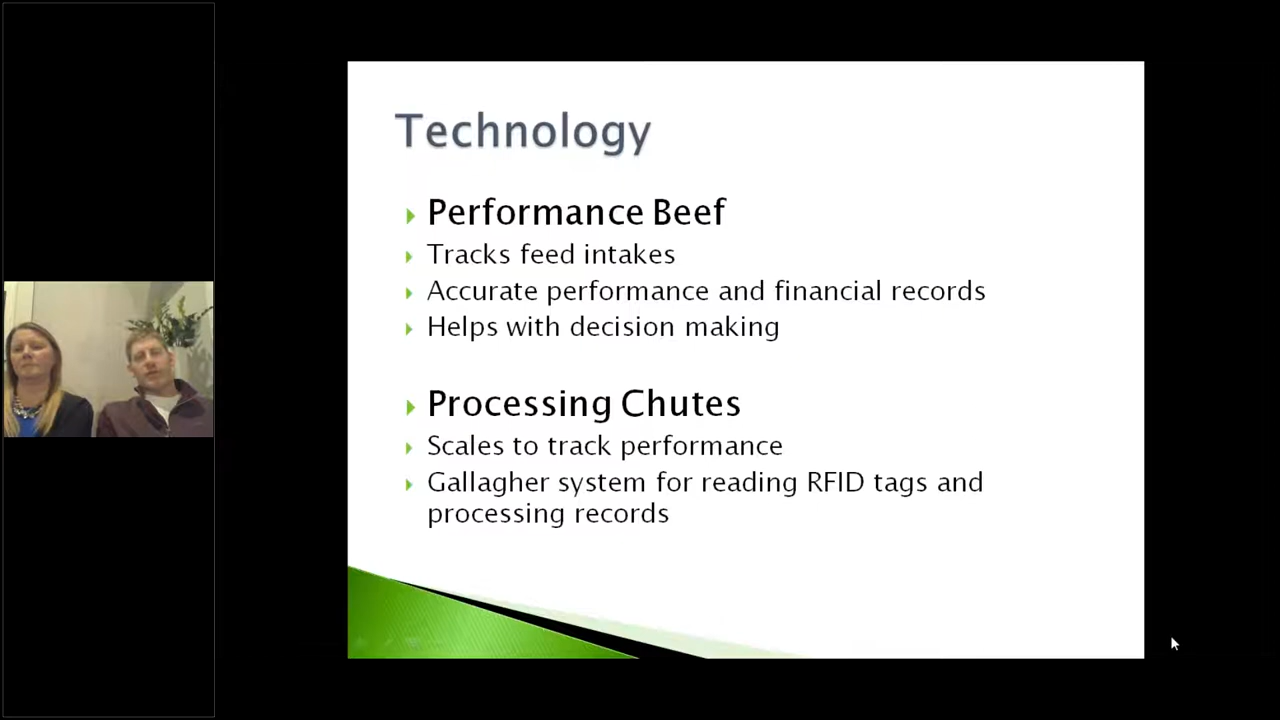 Technology
Performance Beef
Tracks feed intakes
Accurate performance and financial records
Helps with decision making
Processing Chutes
Scales to track performance
Gallagher system for reading RFID tags and
processing records